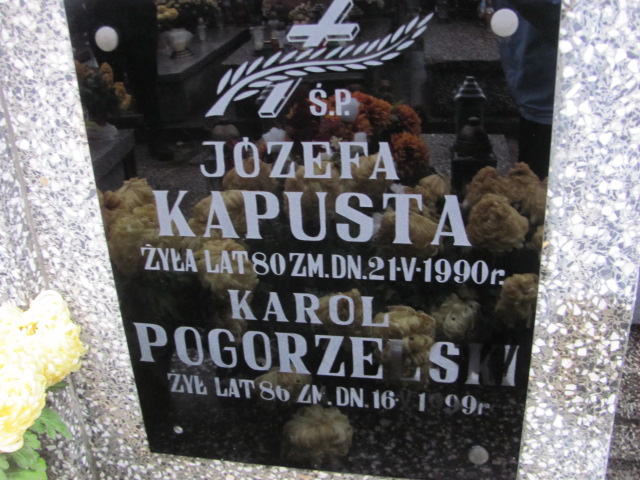 Ś.P.
JÓZEFA
KAPUSTA
ŻYŁA LAT 80 ZM. DN. 21-V-1990r.
KAROL
POGORZELSKI
ŻYŁ LAT 86 ZM. DN. 16-